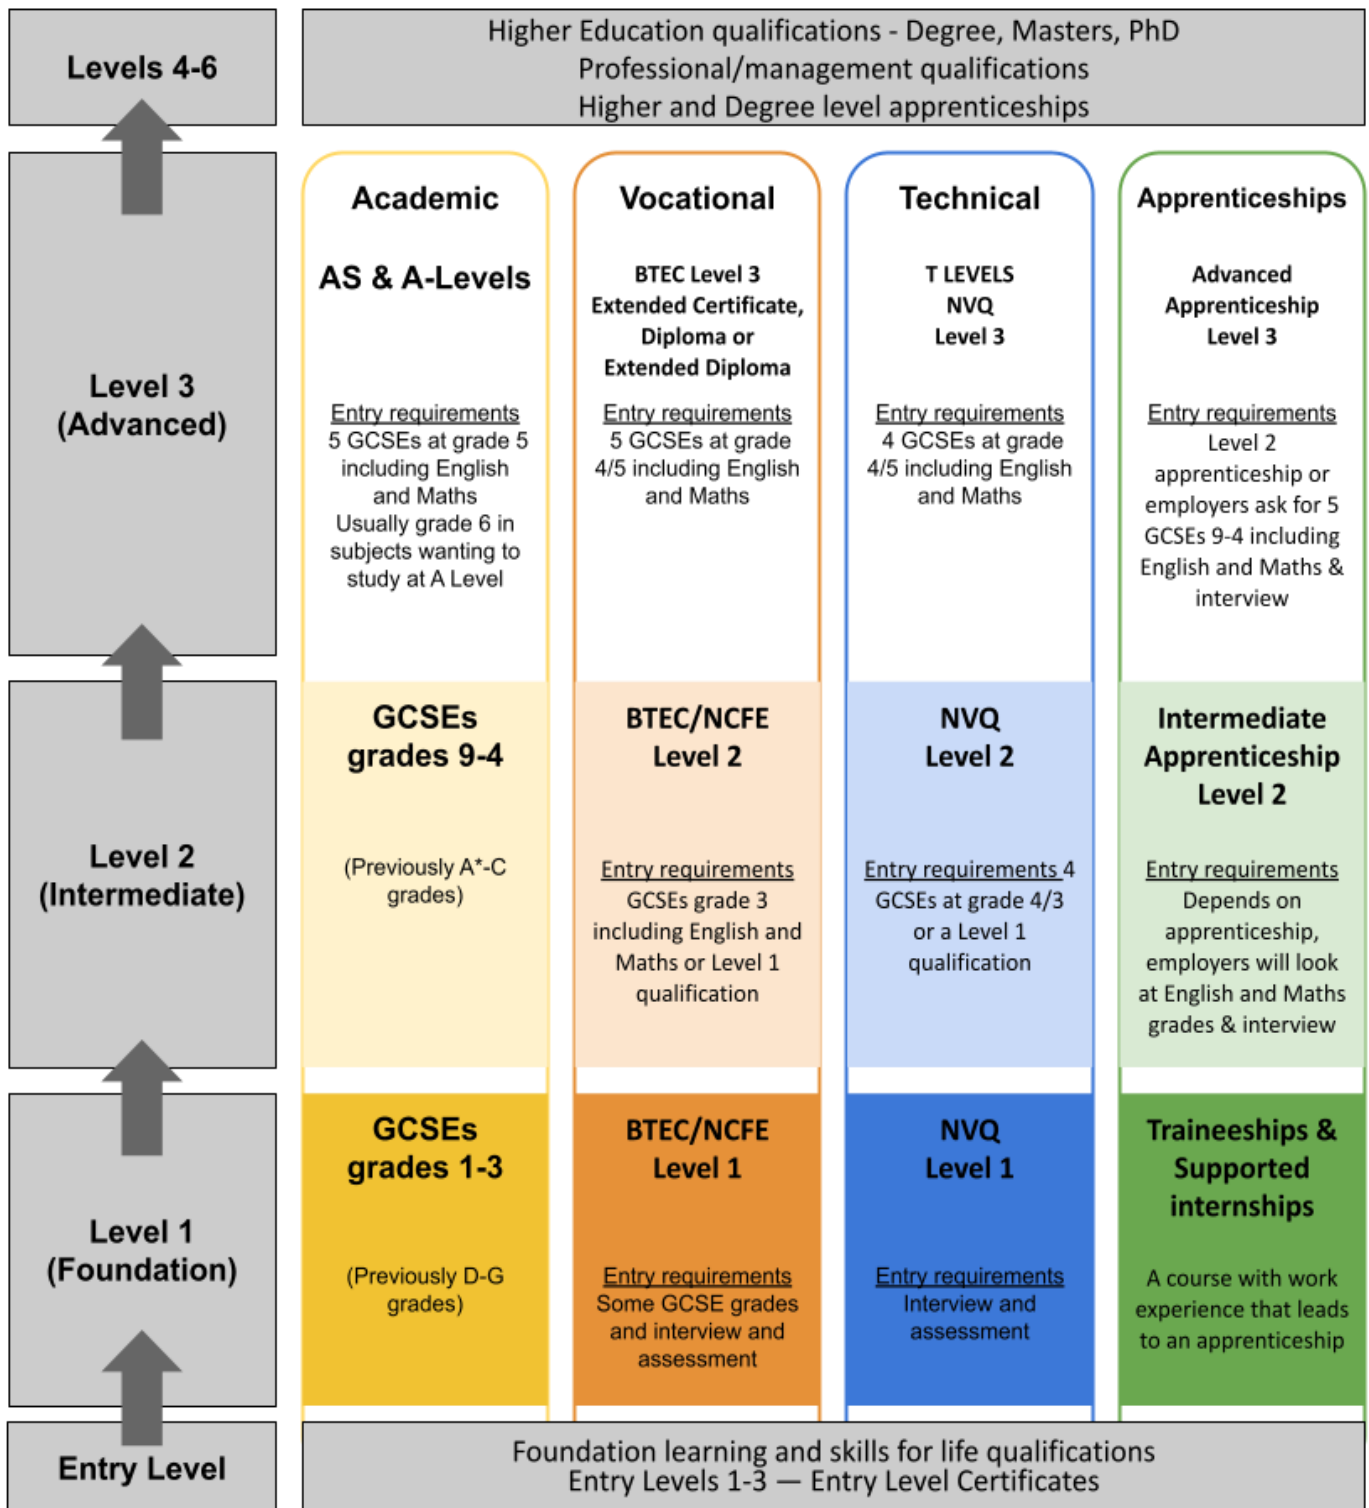 Levels 4-6
Higher Education qualifications - Degree, Masters, PhD
Professional/management qualifications
Higher and Degree level apprenticeships
Level 3
(Advanced)
Academic
AS & A-Levels
Entry requirements
5 GCSEs at grade 5
including English
and Maths
Usually grade 6 in
subjects wanting to
study at A Level
Vocational
BTEC Level 3
Extended Certificate,
Diploma or
Extended Diploma
Entry requirements
5 GCSEs at grade
4/5 including English
and Maths
Technical
T LEVELS
NVQ
Level 3
Entry requirements
4 GCSEs at grade
4/5 including English
and Maths
Apprenticeships
Advanced
Apprenticeship
Level 3
Entry requirements
Level 2
apprenticeship or
employers ask for 5
GCSEs 9-4 including
English and Maths &
interview
Level 2
(Intermediate)
GCSEs
grades 9-4
(Previously A*-C
grades)
BTEC/NCFE
Level 2
Entry requirements
GCSEs grade 3
including English and
Maths or Level 1
qualification
NVQ
Level 2
Entry requirements 4
GCSEs at grade 4/3
or a Level 1
qualification
Intermediate
Apprenticeship
Level 2
Entry requirements
Depends on
apprenticeship,
employers will look
at English and Maths
grades & interview
Level 1
(Foundation)
GCSEs
grades 1-3
(Previously D-G
grades)
BTEC/NCFE
Level 1
Entry requirements
Some GCSE grades
and interview and
assessment
NVQ
Level 1
Entry requirements
Interview and
assessment
Traineeships &
Supported
internships
A course with work
experience that leads
to an apprenticeship
Entry Level
Foundation learning and skills for life qualifications
Entry Levels 1-3 — Entry Level Certificates